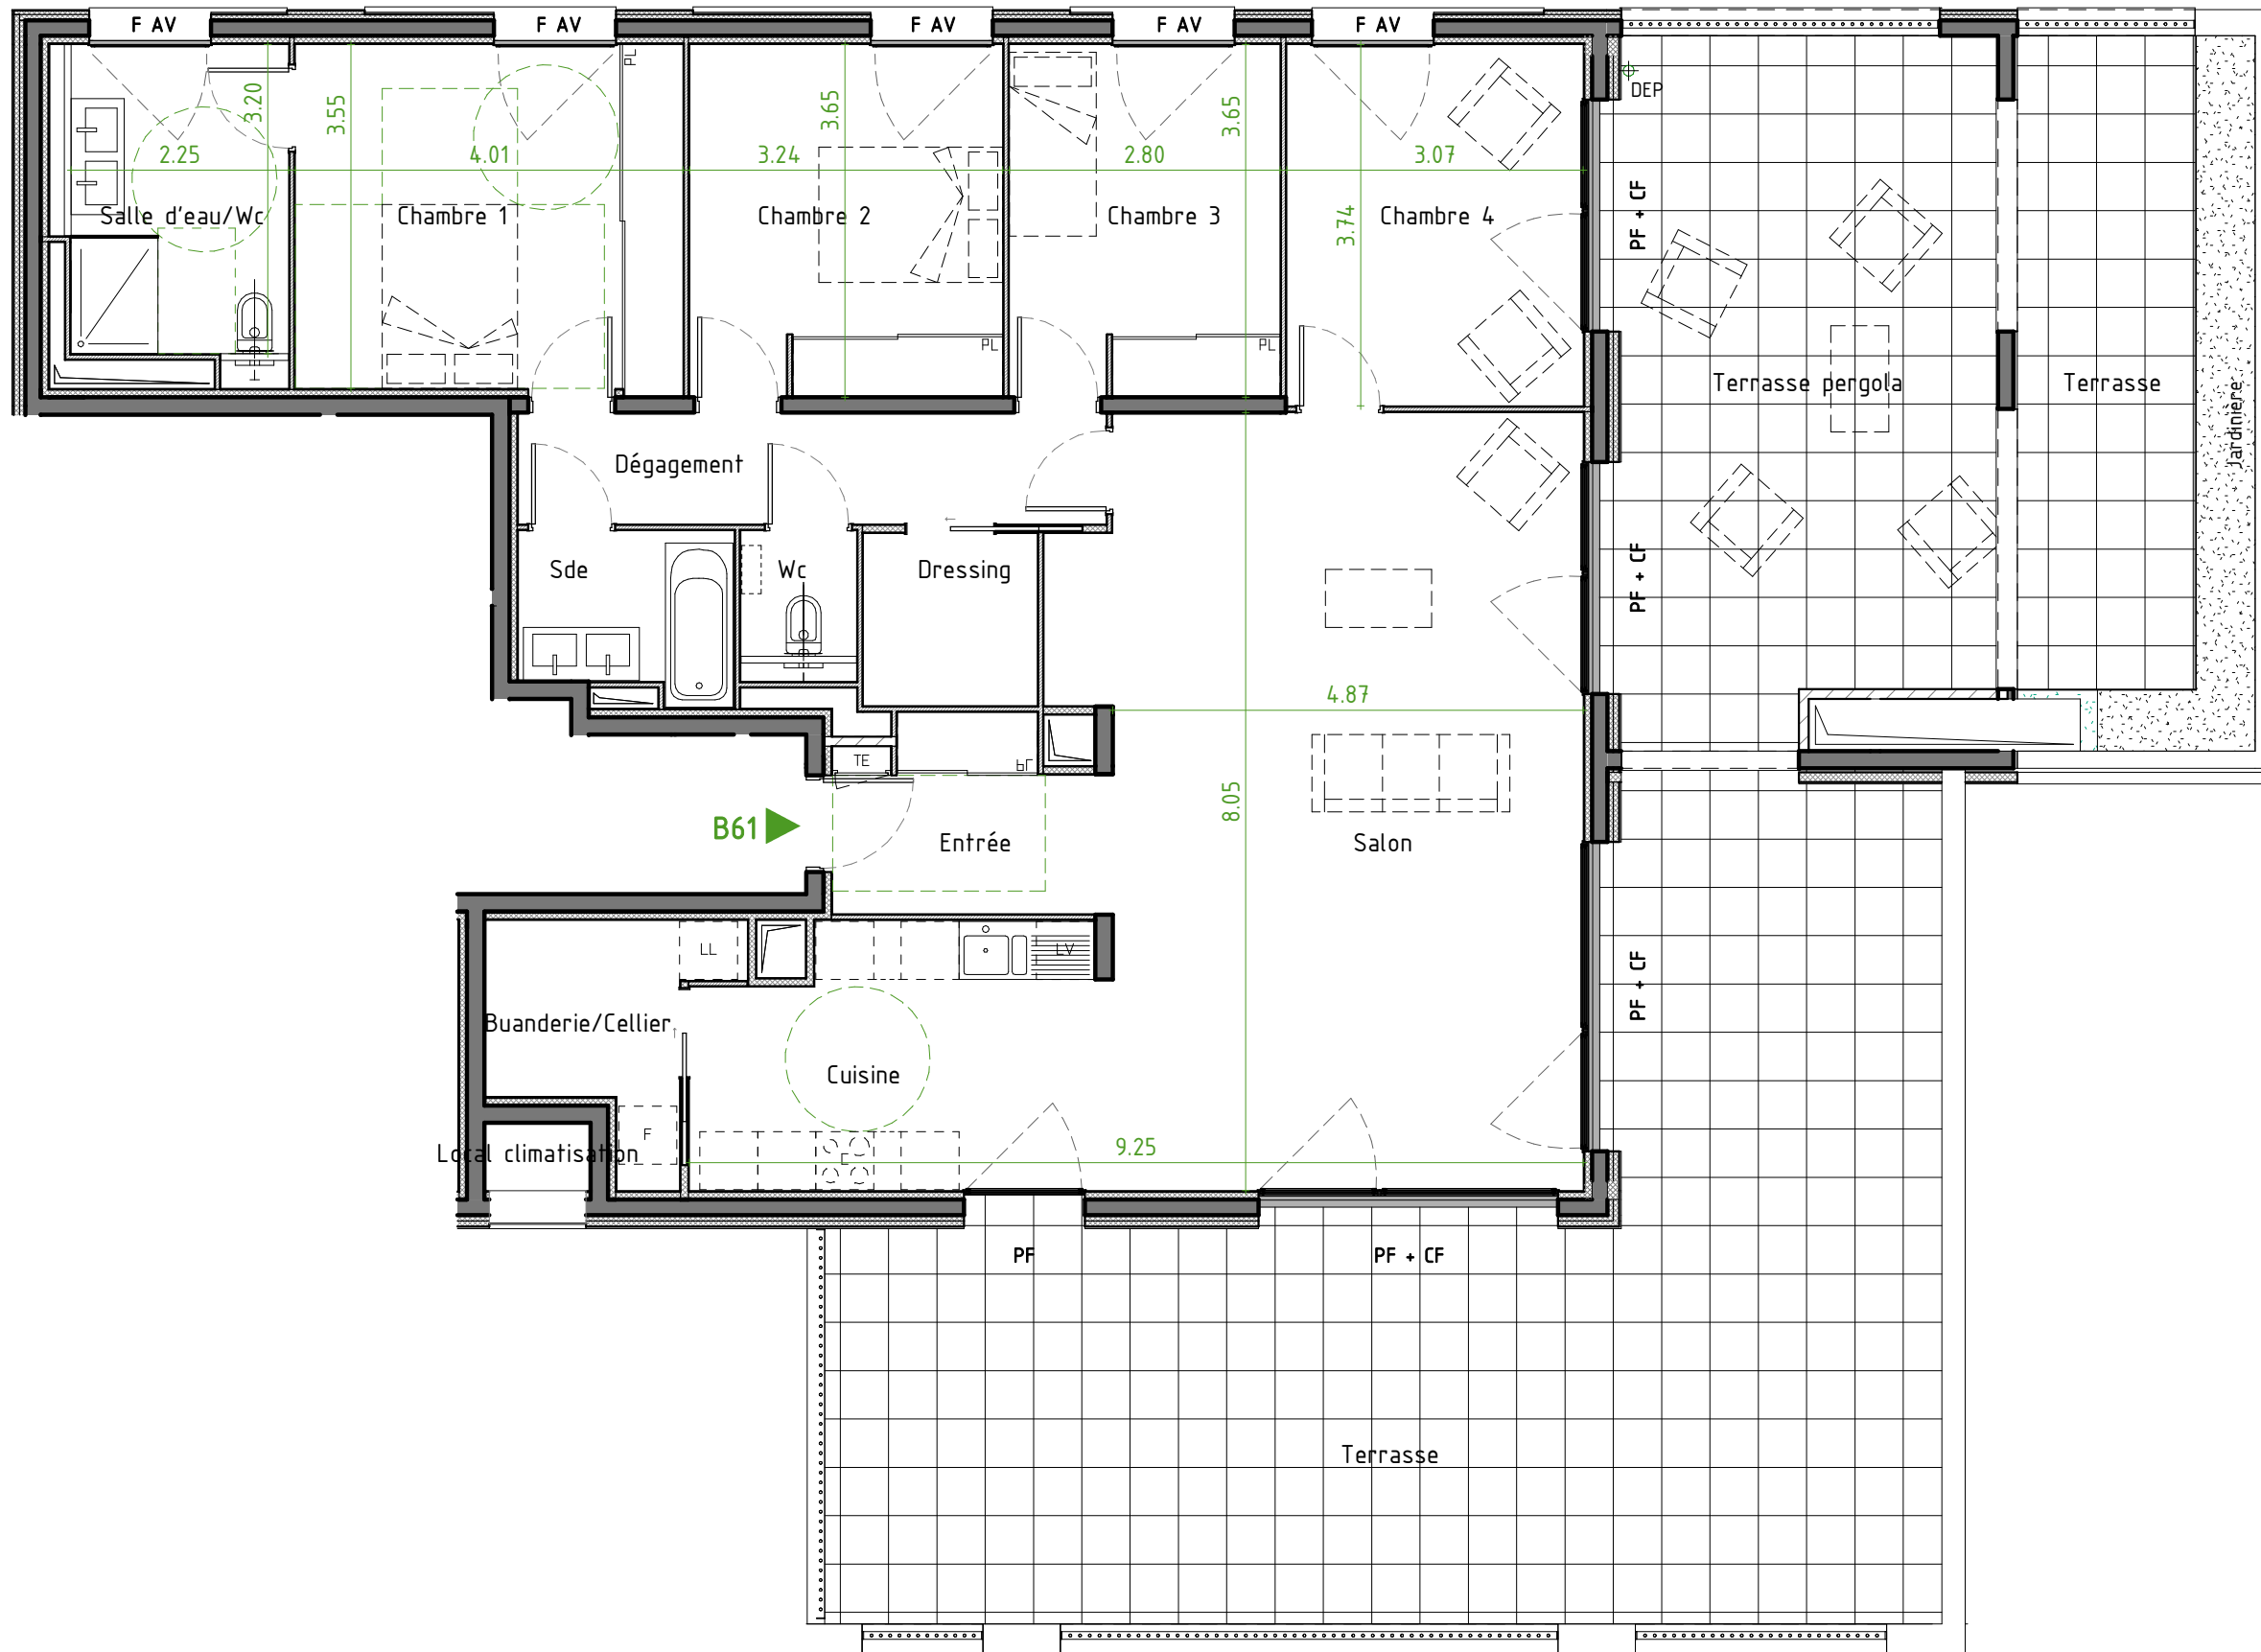 F AV
F AV
F AV
F AV
F AV
PL
DEP
3.20
3.55
3.65
3.65
2.25
4.01
3.24
2.80
3.07
3.74
PF + CF
Salle d'eau/Wc
Chambre 1
Chambre 2
Chambre 3
Chambre 4
PL
PL
Terrasse pergola
Terrasse
Jardinière
Dégagement
Sde
Wc
Dressing
PF + CF
4.87
TE
PL
8.05
B61
Entrée
Salon
LL
LV
PF + CF
Buanderie/Cellier
Cuisine
F
Local climatisation
9.25
PF
PF + CF
Terrasse